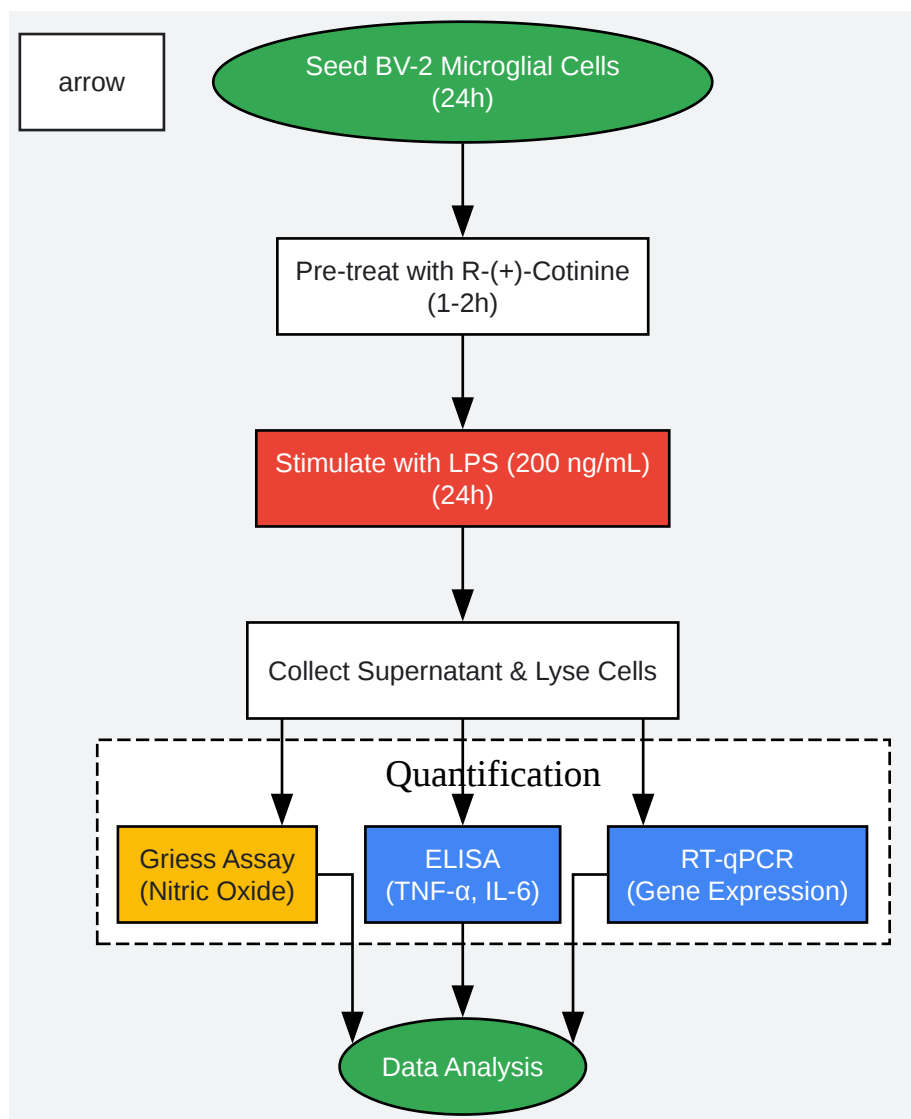 arrow
Seed BV-2 Microglial Cells
(24h)
Pre-treat with R-(+)-Cotinine
(1-2h)
Stimulate with LPS (200 ng/mL)
(24h)
Collect Supernatant & Lyse Cells
Quantification
Griess Assay
(Nitric Oxide)
ELISA
(TNF-α, IL-6)
RT-qPCR
(Gene Expression)
Data Analysis